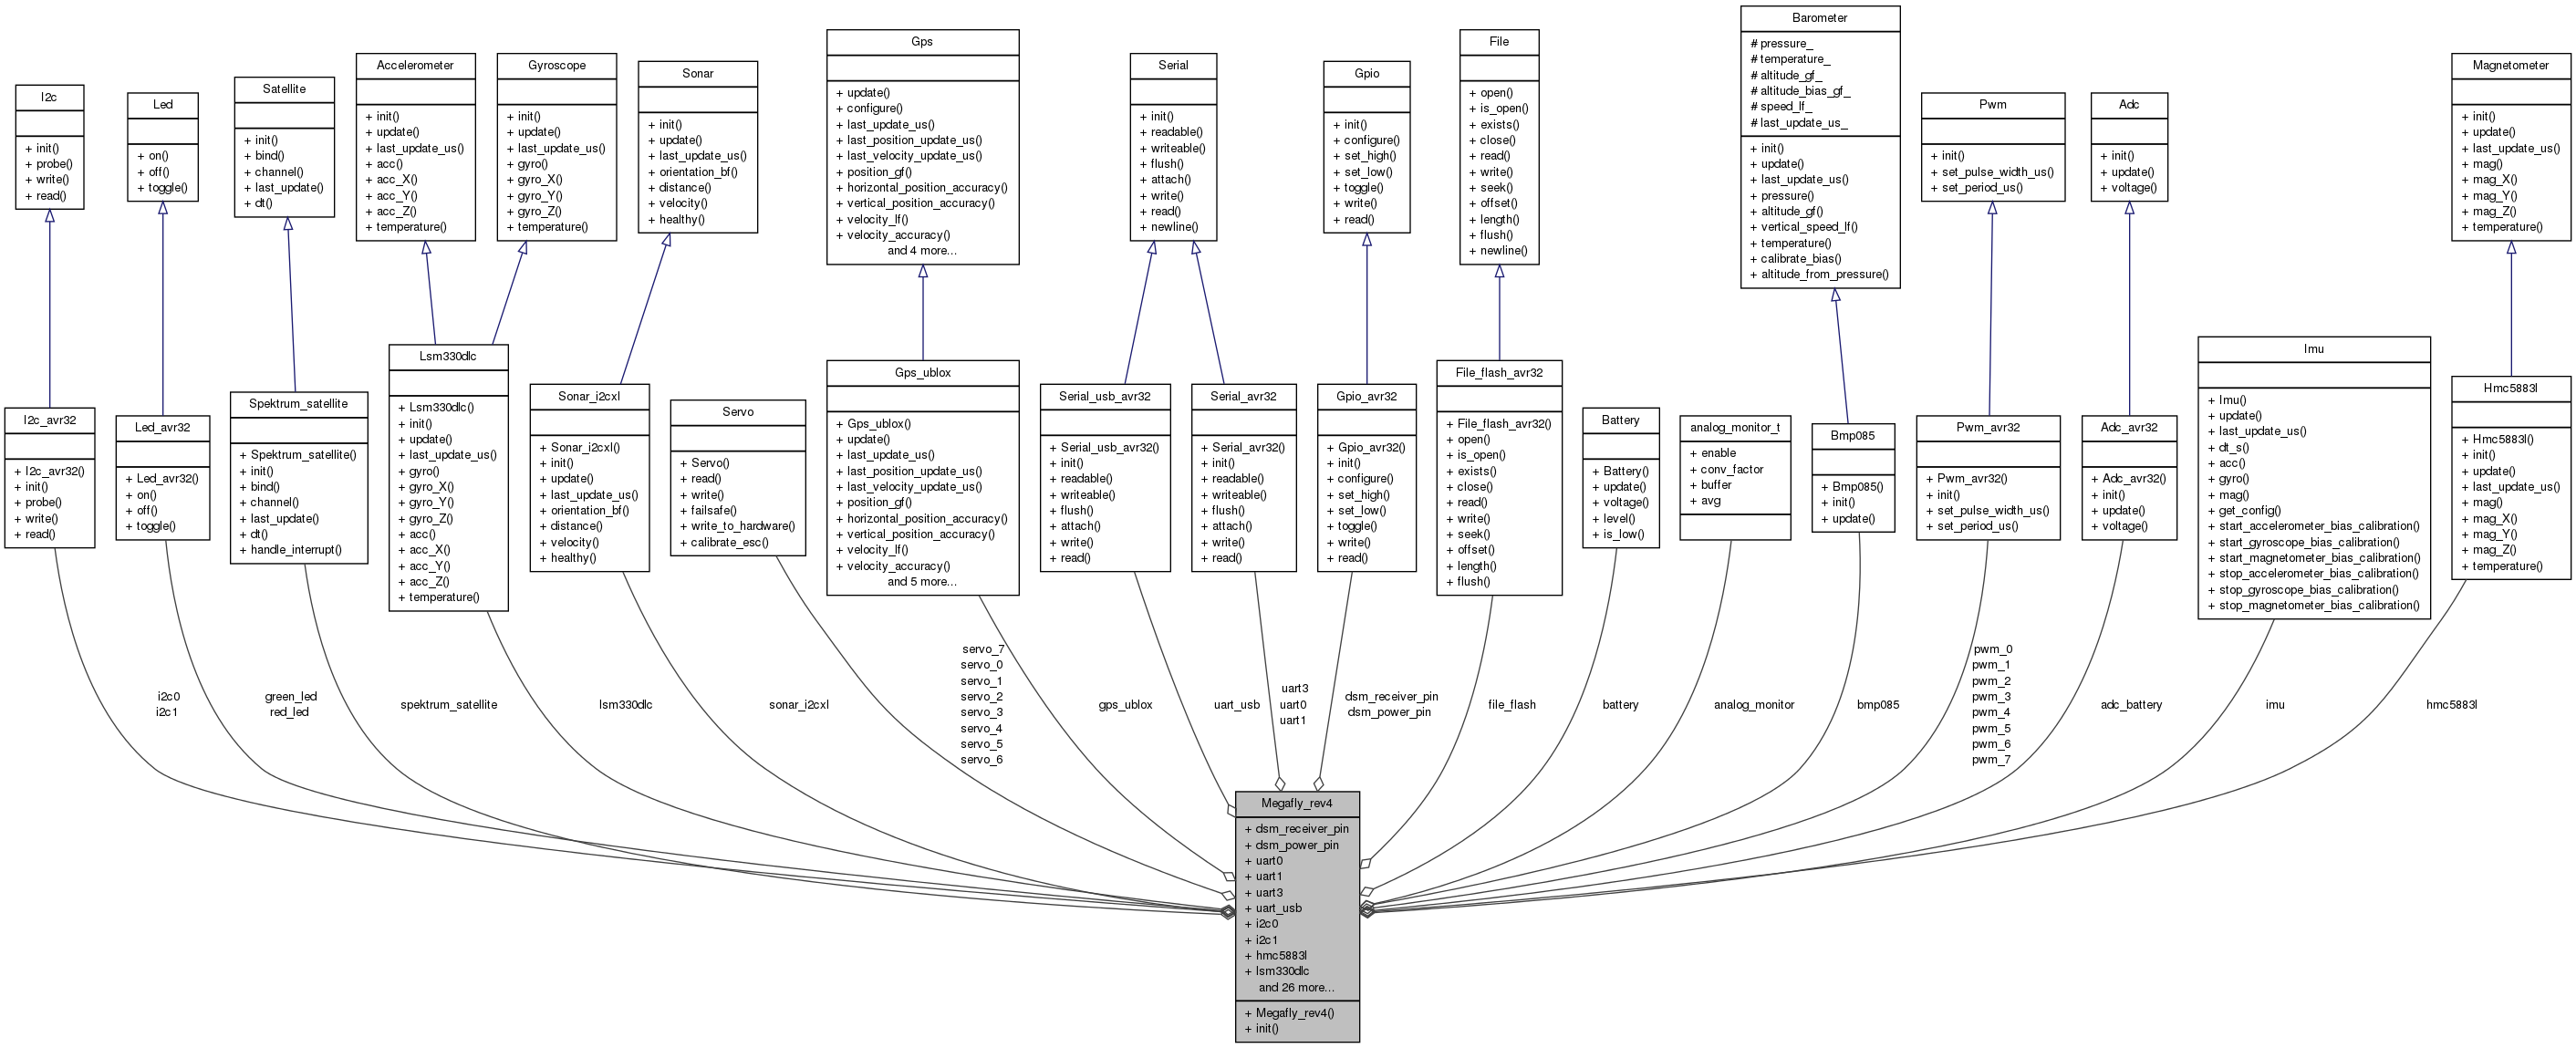 I2c
+ init()
+ probe()
+ write()
+ read()
Led
+ on()
+ off()
+ toggle()
Satellite
+ init()
+ bind()
+ channel()
+ last_update()
+ dt()
Accelerometer
+ init()
+ update()
+ last_update_us()
+ acc()
+ acc_X()
+ acc_Y()
+ acc_Z()
+ temperature()
Gyroscope
+ init()
+ update()
+ last_update_us()
+ gyro()
+ gyro_X()
+ gyro_Y()
+ gyro_Z()
+ temperature()
Sonar
+ init()
+ update()
+ last_update_us()
+ orientation_bf()
+ distance()
+ velocity()
+ healthy()
Gps
+ update()
+ configure()
+ last_update_us()
+ last_position_update_us()
+ last_velocity_update_us()
+ position_gf()
+ horizontal_position_accuracy()
+ vertical_position_accuracy()
+ velocity_lf()
+ velocity_accuracy()
and 4 more...
Serial
+ init()
+ readable()
+ writeable()
+ flush()
+ attach()
+ write()
+ read()
+ newline()
Gpio
+ init()
+ configure()
+ set_high()
+ set_low()
+ toggle()
+ write()
+ read()
File
+ open()
+ is_open()
+ exists()
+ close()
+ read()
+ write()
+ seek()
+ offset()
+ length()
+ flush()
+ newline()
Barometer
# pressure_
# temperature_
# altitude_gf_
# altitude_bias_gf_
# speed_lf_
# last_update_us_
+ init()
+ update()
+ last_update_us()
+ pressure()
+ altitude_gf()
+ vertical_speed_lf()
+ temperature()
+ calibrate_bias()
+ altitude_from_pressure()
Pwm
+ init()
+ set_pulse_width_us()
+ set_period_us()
Adc
+ init()
+ update()
+ voltage()
Magnetometer
+ init()
+ update()
+ last_update_us()
+ mag()
+ mag_X()
+ mag_Y()
+ mag_Z()
+ temperature()
I2c_avr32
+ I2c_avr32()
+ init()
+ probe()
+ write()
+ read()
Led_avr32
+ Led_avr32()
+ on()
+ off()
+ toggle()
Spektrum_satellite
+ Spektrum_satellite()
+ init()
+ bind()
+ channel()
+ last_update()
+ dt()
+ handle_interrupt()
Lsm330dlc
+ Lsm330dlc()
+ init()
+ update()
+ last_update_us()
+ gyro()
+ gyro_X()
+ gyro_Y()
+ gyro_Z()
+ acc()
+ acc_X()
+ acc_Y()
+ acc_Z()
+ temperature()
Sonar_i2cxl
+ Sonar_i2cxl()
+ init()
+ update()
+ last_update_us()
+ orientation_bf()
+ distance()
+ velocity()
+ healthy()
Servo
+ Servo()
+ read()
+ write()
+ failsafe()
+ write_to_hardware()
+ calibrate_esc()
Gps_ublox
+ Gps_ublox()
+ update()
+ last_update_us()
+ last_position_update_us()
+ last_velocity_update_us()
+ position_gf()
+ horizontal_position_accuracy()
+ vertical_position_accuracy()
+ velocity_lf()
+ velocity_accuracy()
and 5 more...
Serial_usb_avr32
+ Serial_usb_avr32()
+ init()
+ readable()
+ writeable()
+ flush()
+ attach()
+ write()
+ read()
Serial_avr32
+ Serial_avr32()
+ init()
+ readable()
+ writeable()
+ flush()
+ attach()
+ write()
+ read()
Gpio_avr32
+ Gpio_avr32()
+ init()
+ configure()
+ set_high()
+ set_low()
+ toggle()
+ write()
+ read()
File_flash_avr32
+ File_flash_avr32()
+ open()
+ is_open()
+ exists()
+ close()
+ read()
+ write()
+ seek()
+ offset()
+ length()
+ flush()
Battery
+ Battery()
+ update()
+ voltage()
+ level()
+ is_low()
analog_monitor_t
+ enable
+ conv_factor
+ buffer
+ avg
Bmp085
+ Bmp085()
+ init()
+ update()
Pwm_avr32
+ Pwm_avr32()
+ init()
+ set_pulse_width_us()
+ set_period_us()
Adc_avr32
+ Adc_avr32()
+ init()
+ update()
+ voltage()
Imu
+ Imu()
+ update()
+ last_update_us()
+ dt_s()
+ acc()
+ gyro()
+ mag()
+ get_config()
+ start_accelerometer_bias_calibration()
+ start_gyroscope_bias_calibration()
+ start_magnetometer_bias_calibration()
+ stop_accelerometer_bias_calibration()
+ stop_gyroscope_bias_calibration()
+ stop_magnetometer_bias_calibration()
Hmc5883l
+ Hmc5883l()
+ init()
+ update()
+ last_update_us()
+ mag()
+ mag_X()
+ mag_Y()
+ mag_Z()
+ temperature()
i2c0
i2c1
green_led
red_led
spektrum_satellite
lsm330dlc
sonar_i2cxl
servo_7
servo_0
servo_1
servo_2
servo_3
servo_4
servo_5
servo_6
gps_ublox
uart_usb
uart3
uart0
uart1
dsm_receiver_pin
dsm_power_pin
file_flash
battery
analog_monitor
bmp085
pwm_0
pwm_1
pwm_2
pwm_3
pwm_4
pwm_5
pwm_6
pwm_7
adc_battery
imu
hmc5883l
Megafly_rev4
+ dsm_receiver_pin
+ dsm_power_pin
+ uart0
+ uart1
+ uart3
+ uart_usb
+ i2c0
+ i2c1
+ hmc5883l
+ lsm330dlc
and 26 more...
+ Megafly_rev4()
+ init()